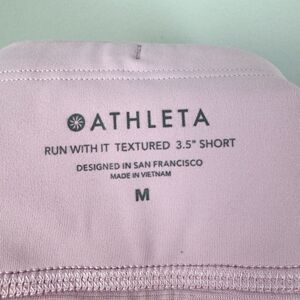 ATHLETA
RUN WITH IT TEXTURED 3.5" SHORT
DESIGNED IN SAN FRANCISCO
MADE IN VIETNAM
M